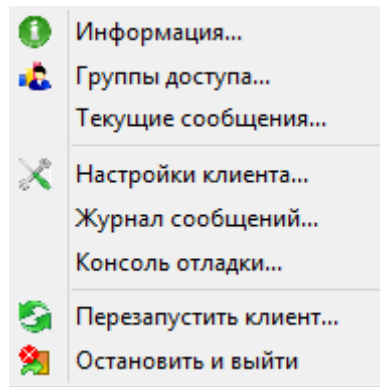 Информация...
Группы доступа...
Текущие сообщения...
Настройки клиента...
Журнал сообщений...
Консоль отладки...
Перезапустить клиент...
Остановить и выйти